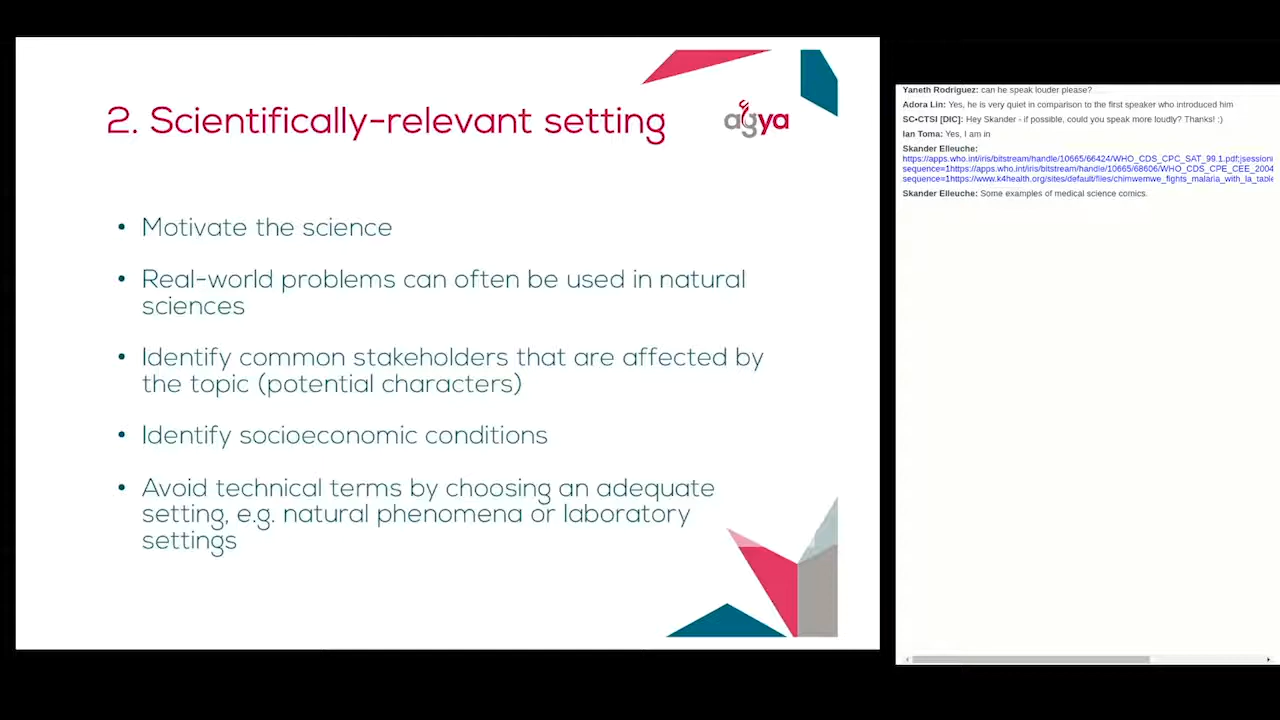 2. Scientifically-relevant setting
agya
• Motivate the science
• Real-world problems can often be used in natural
sciences
• Identify common stakeholders that are affected by
the topic (potential characters)
• Identify socioeconomic conditions
• Avoid technical terms by choosing an adequate
setting, e.g. natural phenomena or laboratory
settings
Yaneth Rodriguez: can he speak louder please?
Adora Lin: Yes, he is very quiet in comparison to the first speaker who introduced him
SC•CTSI [DIC]: Hey Skander - if possible, could you speak more loudly? Thanks! :)
Ian Toma: Yes, I am in
Skander Elleuche:
https://apps.who.int/iris/bitstream/handle/10665/66424/WHO_CDS_CPC_SAT_99.1.pdf;jsessioni
sequence=1https://apps.who.int/iris/bitstream/handle/10665/68606/WHO_CDS_CPE_CEE_2004
sequence=1https://www.k4health.org/sites/default/files/chimwemwe_fights_malaria_with_la_table
Skander Elleuche: Some examples of medical science comics.